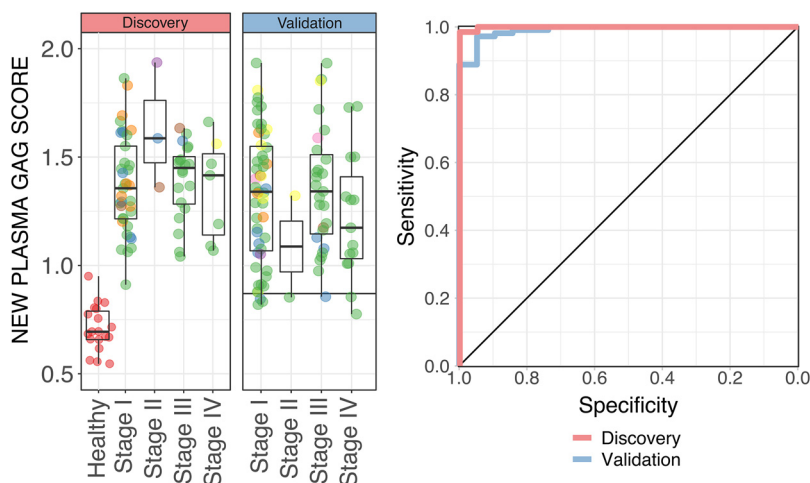 Discovery
Validation
NEW PLASMA GAG SCORE
2.0
1.5
1.0
0.5
Healthy
Stage I
Stage II
Stage III
Stage IV
Stage I
Stage II
Stage III
Stage IV
Sensitivity
1.0
0.8
0.6
0.4
0.2
0.0
1.0
0.8
0.6
0.4
0.2
0.0
Specificity
Discovery
Validation